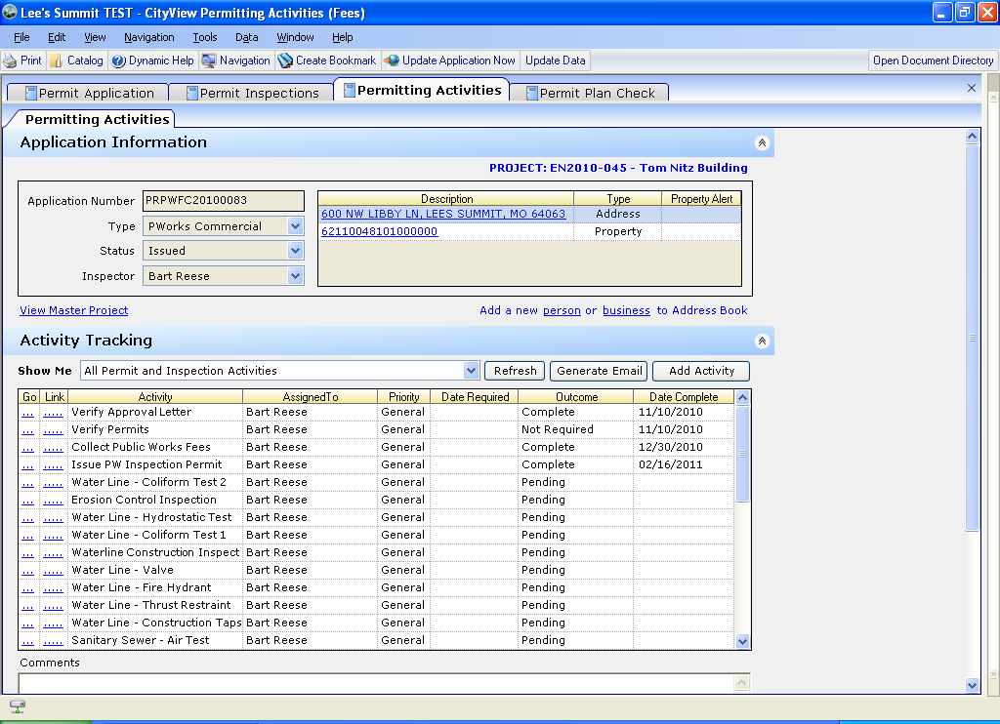 Lee's Summit TEST - CityView Permitting Activities (Fees)
File Edit View Navigation Tools Data Window Help
Print Catalog Dynamic Help Navigation Create Bookmark Update Application Now Update Data Open Document Directory
Permit Application Permit Inspections Permitting Activities Permit Plan Check
Permitting Activities
Application Information
PROJECT: EN2010-045 - Tom Nitz Building
Application Number PRPWFC20100083
Type PWorks Commercial
Status Issued
Inspector Bart Reese
Description Type Property Alert
600 NW LIBBY LN, LEES SUMMIT, MO 64063 Address
62110048101000000 Property
View Master Project Add a new person or business to Address Book
Activity Tracking
Show Me All Permit and Inspection Activities Refresh Generate Email Add Activity
Go Link Activity AssignedTo Priority Date Required Outcome Date Complete
... ..... Verify Approval Letter Bart Reese General Complete 11/10/2010
... ..... Verify Permits Bart Reese General Not Required 11/10/2010
... ..... Collect Public Works Fees Bart Reese General Complete 12/30/2010
... ..... Issue PW Inspection Permit Bart Reese General Complete 02/16/2011
... ..... Water Line - Coliform Test 2 Bart Reese General Pending
... ..... Erosion Control Inspection Bart Reese General Pending
... ..... Water Line - Hydrostatic Test Bart Reese General Pending
... ..... Water Line - Coliform Test 1 Bart Reese General Pending
... ..... Waterline Construction Inspect Bart Reese General Pending
... ..... Water Line - Valve Bart Reese General Pending
... ..... Water Line - Fire Hydrant Bart Reese General Pending
... ..... Water Line - Thrust Restraint Bart Reese General Pending
... ..... Water Line - Construction Taps Bart Reese General Pending
... ..... Sanitary Sewer - Air Test Bart Reese General Pending
Comments